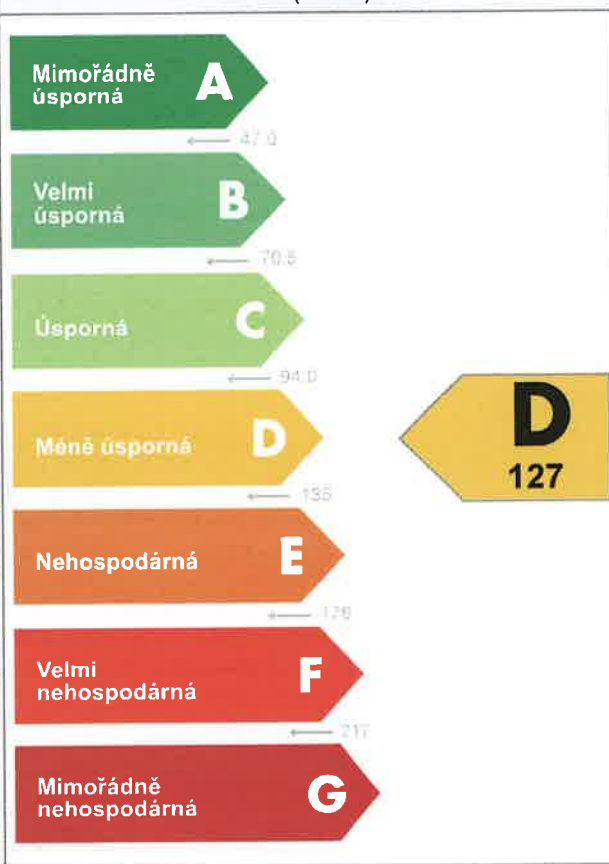 Mimořádně
úsporná
A
47.0
Velmi
úsporná
B
70.5
Úsporná
C
94.0
D
127
Méně úsporná
D
135
Nehospodárná
E
176
Velmi
nehospodárná
F
217
Mimořádně
nehospodárná
G